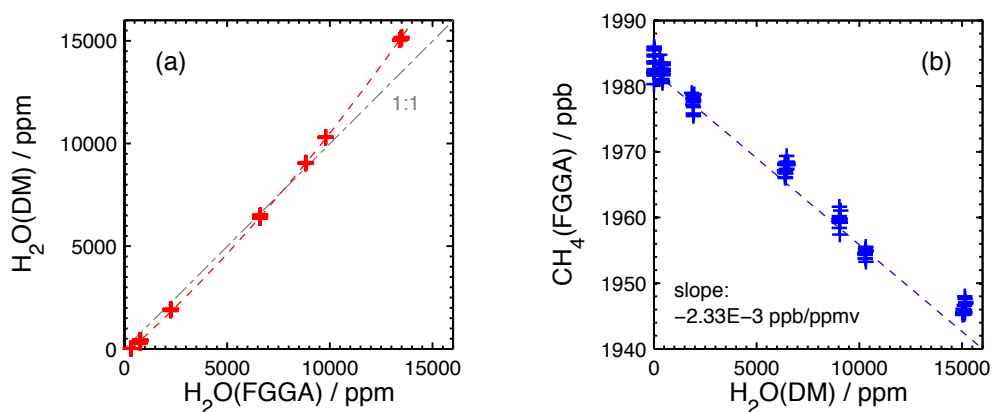 (a)
1:1
15000
10000
5000
0
H₂O(DM) / ppm
0 5000 10000 15000
H₂O(FGGA) / ppm
(b)
1990
1980
1970
1960
1950
1940
CH₄(FGGA) / ppb
slope:
−2.33E−3 ppb/ppmv
0 5000 10000 15000
H₂O(DM) / ppm